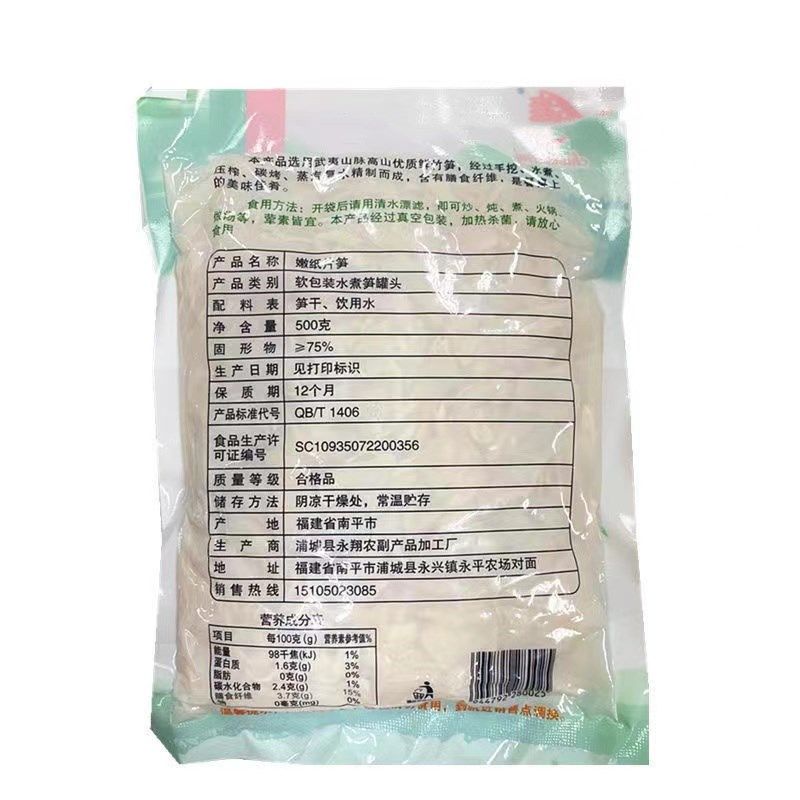 本产品选用武夷山脉高山优质鲜竹笋，经过手挖、水煮、
压榨、碳烤、蒸汽复水精制而成，含有膳食纤维，是餐桌上
的美味佳肴。
食用方法：开袋后请用清水漂滤，即可炒、炖、煮、火锅、
做汤等，荤素皆宜。本产品经过真空包装，加热杀菌，请放心
食用
产品名称 嫩纸片笋
产品类别 软包装水煮笋罐头
配料表 笋干、饮用水
净含量 500克
固形物 ≥75%
生产日期 见打印标识
保质期 12个月
产品标准代号 QB/T 1406
食品生产许
可证编号 SC10935072200356
质量等级 合格品
储存方法 阴凉干燥处，常温贮存
产地 福建省南平市
生产商 浦城县永翔农副产品加工厂
地址 福建省南平市浦城县永兴镇永平农场对面
销售热线 15105023085
营养成分表
项目 每100克(g) 营养素参考值%
能量 98千焦(kJ) 1%
蛋白质 1.6克(g) 3%
脂肪 0克(g) 0%
碳水化合物 2.4克(g) 1%
膳食纤维 3.7克(g) 15%
0毫克(mg) 0%